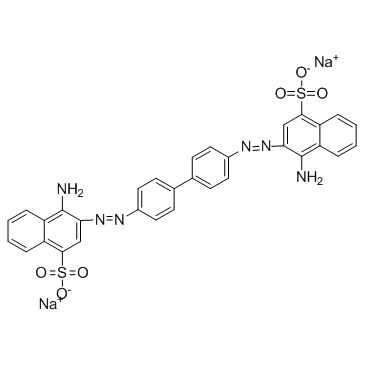 Na+
O-
O=S=O
N=N
NH2
NH2
N=N
O=S=O
O-
Na+